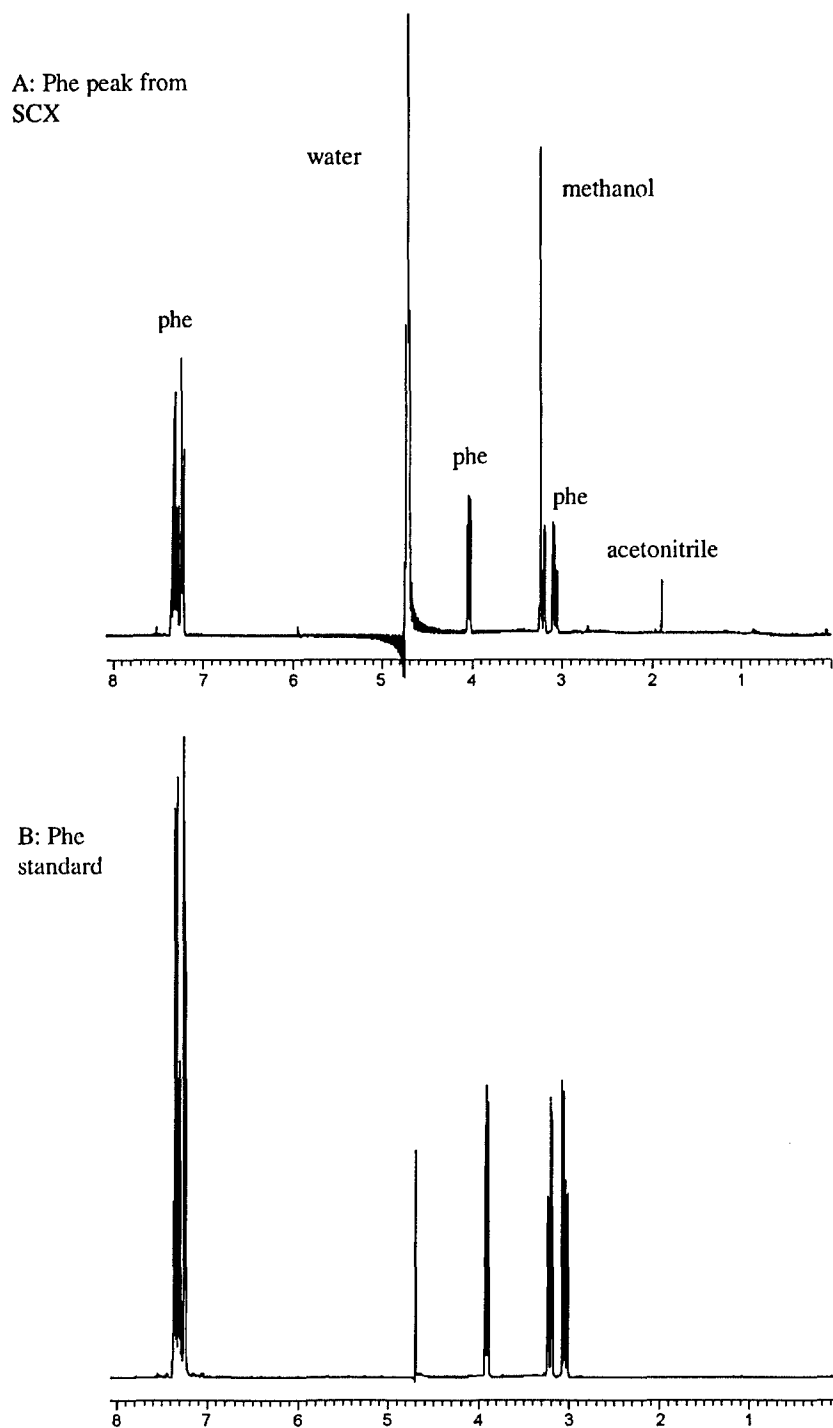 A: Phe peak from
SCX
water
methanol
phe
phe
phe
acetonitrile
8 7 6 5 4 3 2 1
B: Phe
standard
8 7 6 5 4 3 2 1